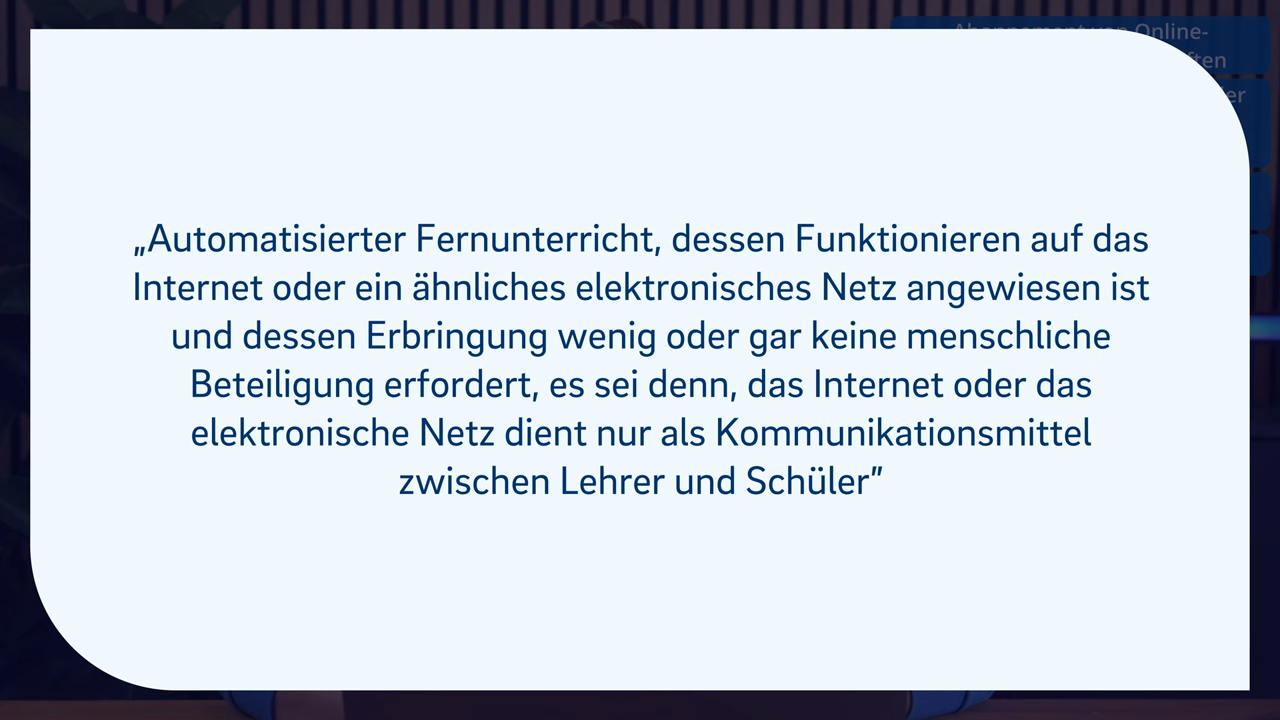 Online-
„Automatisierter Fernunterricht, dessen Funktionieren auf das
Internet oder ein ähnliches elektronisches Netz angewiesen ist
und dessen Erbringung wenig oder gar keine menschliche
Beteiligung erfordert, es sei denn, das Internet oder das
elektronische Netz dient nur als Kommunikationsmittel
zwischen Lehrer und Schüler”